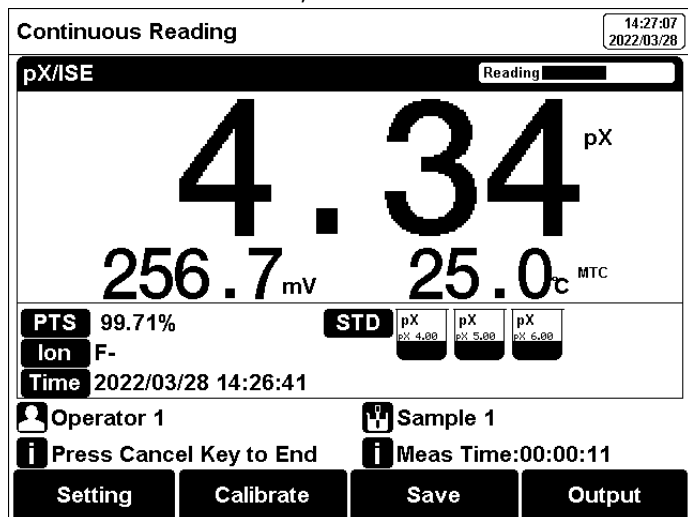 Continuous Reading
14:27:07
2022/03/28
pX/ISE
Reading
4.34 pX
256.7 mV 25.0 °C MTC
PTS 99.71% STD
pX pX pX
pX 4.00 pX 5.00 pX 6.00
Ion F-
Time 2022/03/28 14:26:41
Operator 1 Sample 1
Press Cancel Key to End Meas Time:00:00:11
Setting Calibrate Save Output